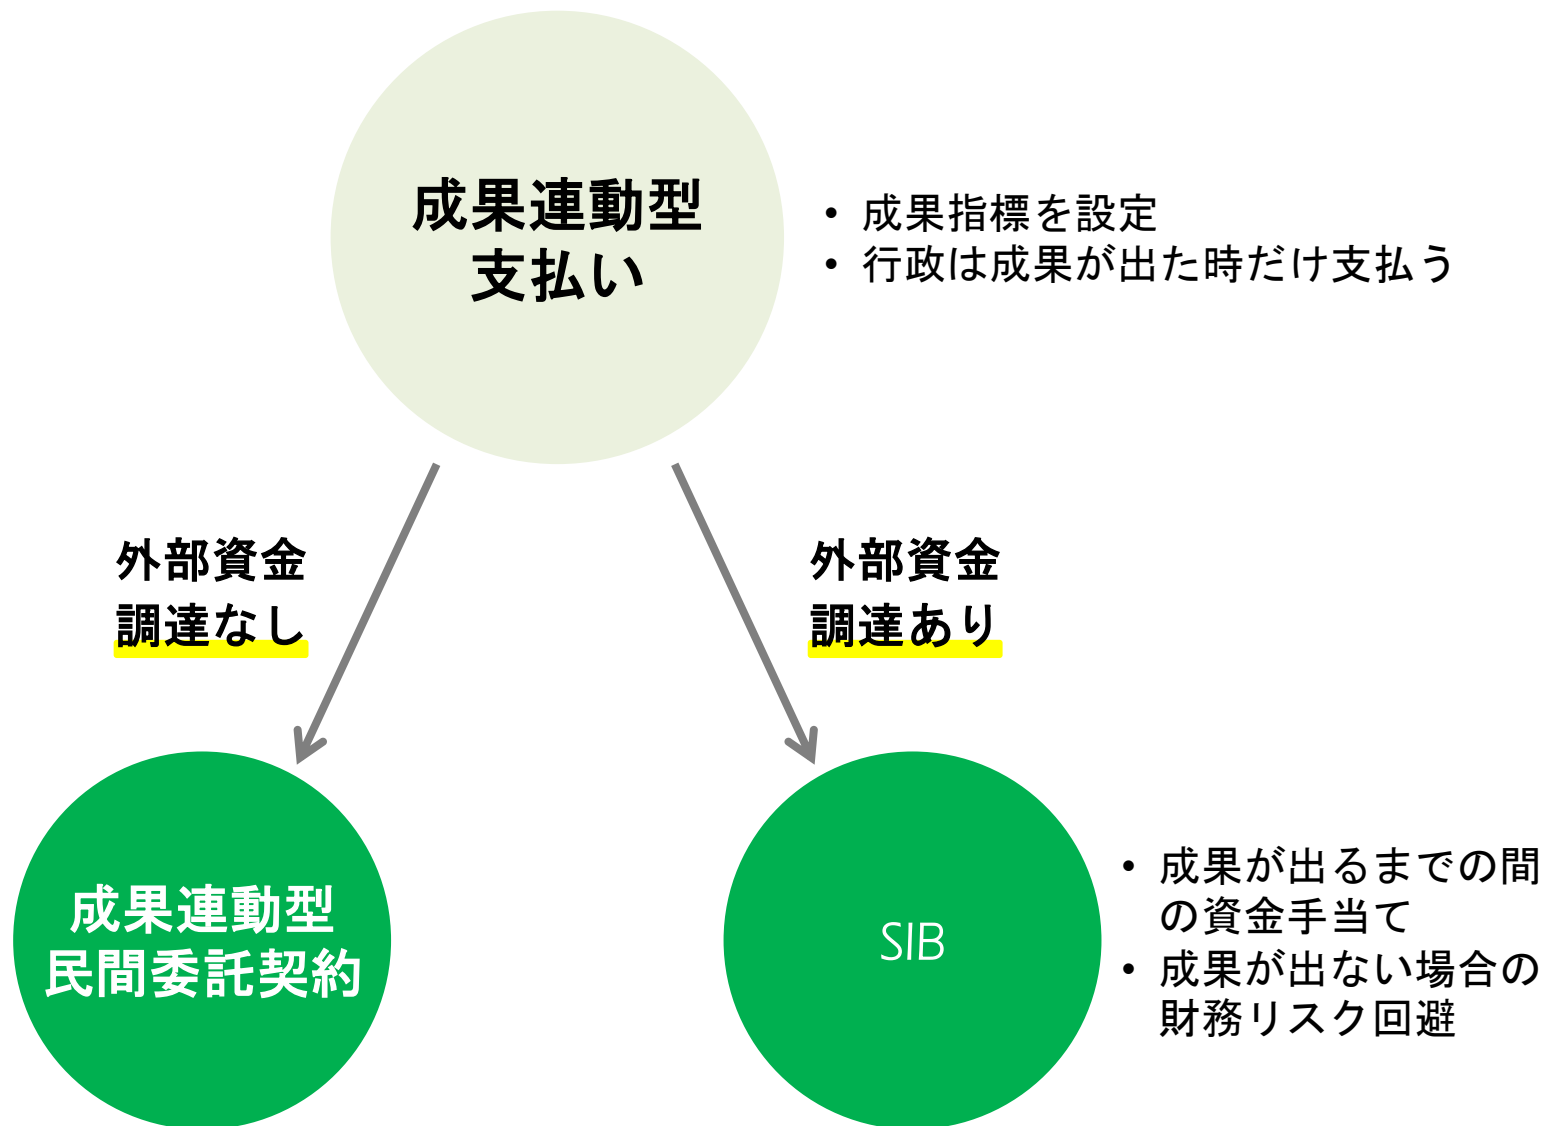 成果連動型
支払い
• 成果指標を設定
• 行政は成果が出た時だけ支払う
外部資金
調達なし
外部資金
調達あり
成果連動型
民間委託契約
SIB
• 成果が出るまでの間
の資金手当て
• 成果が出ない場合の
財務リスク回避